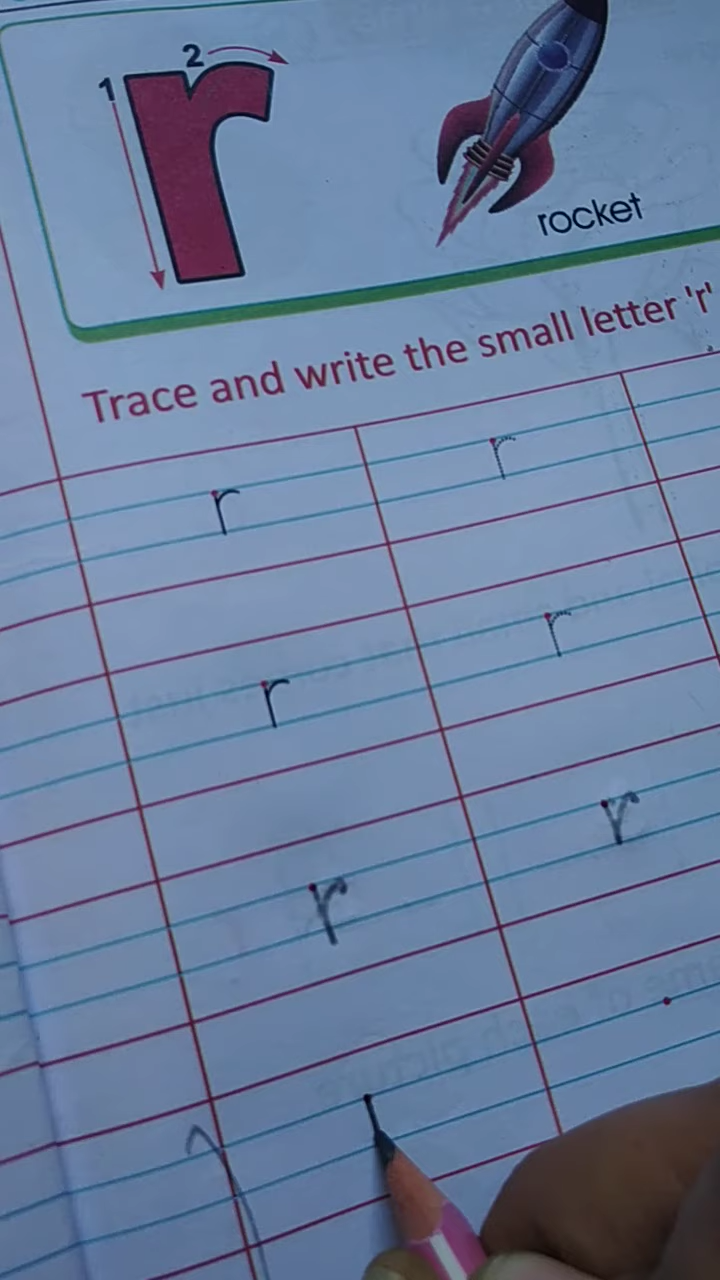 1 2
r
rocket
Trace and write the small letter 'r'
r r
r r
r r